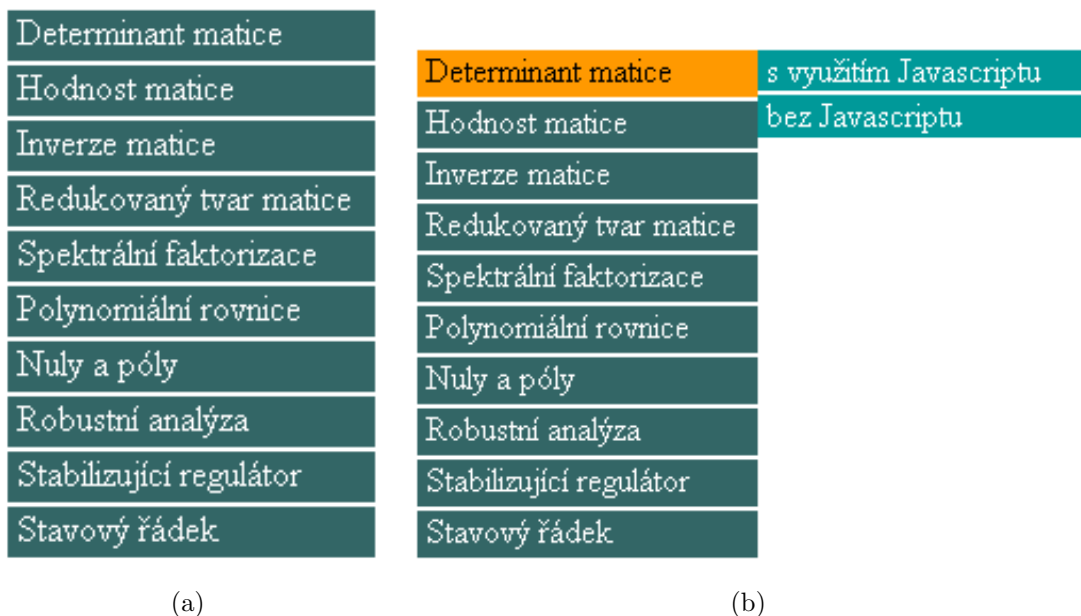 Determinant matice
Hodnost matice
Inverze matice
Redukovaný tvar matice
Spektrální faktorizace
Polynomiální rovnice
Nuly a póly
Robustní analýza
Stabilizující regulátor
Stavový řádek
(a)
Determinant matice
s využitím Javascriptu
bez Javascriptu
Hodnost matice
Inverze matice
Redukovaný tvar matice
Spektrální faktorizace
Polynomiální rovnice
Nuly a póly
Robustní analýza
Stabilizující regulátor
Stavový řádek
(b)